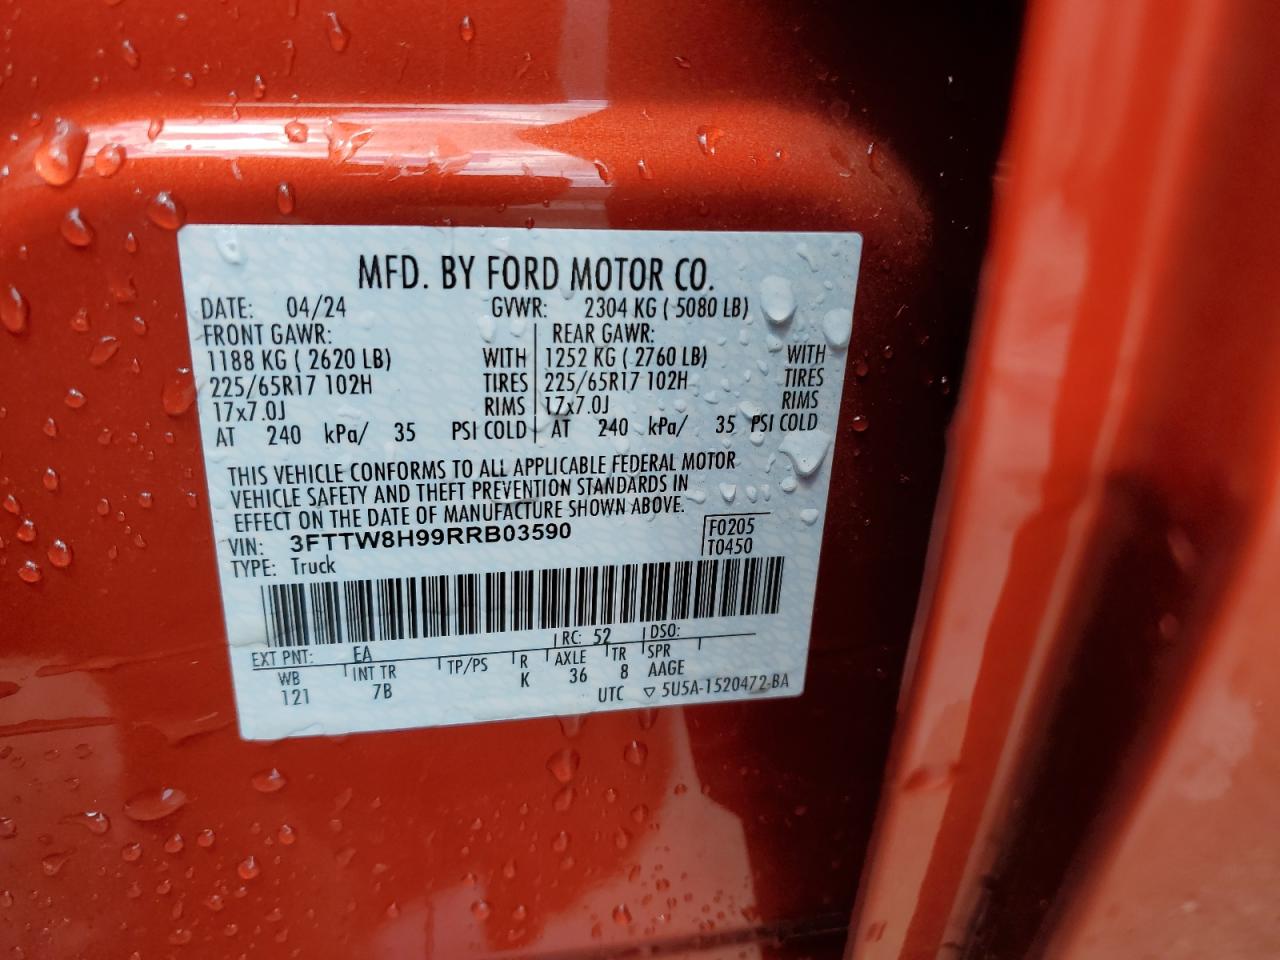 MFD. BY FORD MOTOR CO.
DATE: 04/24 GVWR: 2304 KG ( 5080 LB)
FRONT GAWR: REAR GAWR:
1188 KG ( 2620 LB) WITH 1252 KG ( 2760 LB) WITH
225/65R17 102H TIRES 225/65R17 102H TIRES
17x7.0J RIMS 17x7.0J RIMS
AT 240 kPa/ 35 PSI COLD AT 240 kPa/ 35 PSI COLD
THIS VEHICLE CONFORMS TO ALL APPLICABLE FEDERAL MOTOR
VEHICLE SAFETY AND THEFT PREVENTION STANDARDS IN
EFFECT ON THE DATE OF MANUFACTURE SHOWN ABOVE.
VIN: 3FTTW8H99RRB03590 F0205
TYPE: Truck T0450
EXT PNT: EA RC: 52 DSO:
WB INT TR TP/PS R AXLE TR SPR
121 7B K 36 8 AAGE
UTC ▽ 5U5A-1520472-BA